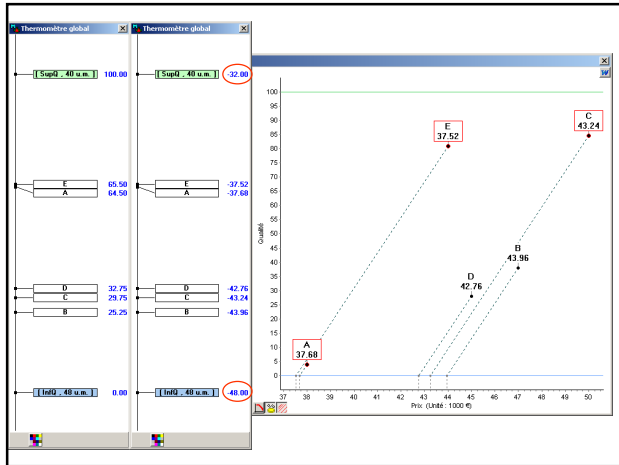 Thermomètre global
[ SupQ , 40 u.m. ] 100.00
E 65.50
A 64.50
D 32.75
C 29.75
B 25.25
[ InfQ , 48 u.m. ] 0.00
Thermomètre global
[ SupQ , 40 u.m. ] -32.00
E -37.52
A -37.68
D -42.76
C -43.24
B -43.96
[ InfQ , 48 u.m. ] -48.00
W
100
95
90
85
80
75
70
65
60
55
50
45
40
35
30
25
20
15
10
5
0
Qualité
E
37.52
C
43.24
B
43.96
D
42.76
A
37.68
37 38 39 40 41 42 43 44 45 46 47 48 49 50
Prix (Unité : 1000 €)